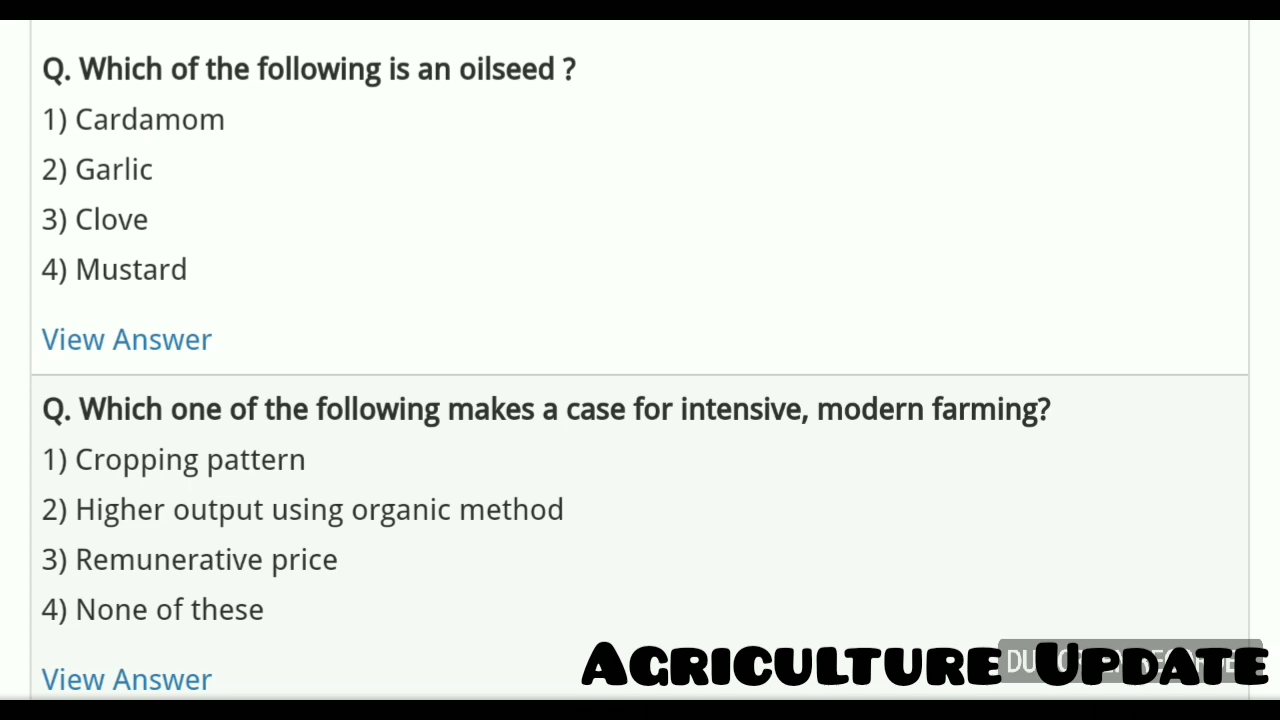 Q. Which of the following is an oilseed ?
1) Cardamom
2) Garlic
3) Clove
4) Mustard
View Answer
Q. Which one of the following makes a case for intensive, modern farming?
1) Cropping pattern
2) Higher output using organic method
3) Remunerative price
4) None of these
View Answer
AGRICULTURE UPDATE